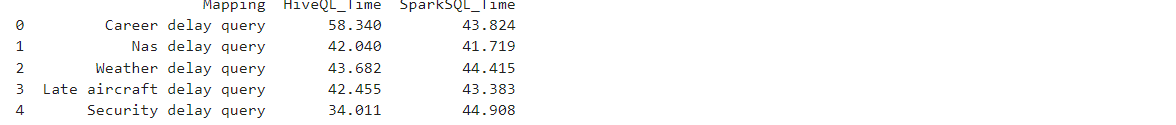 Mapping HiveQL_Time SparkSQL_Time
0 Career delay query 58.340 43.824
1 Nas delay query 42.040 41.719
2 Weather delay query 43.682 44.415
3 Late aircraft delay query 42.455 43.383
4 Security delay query 34.011 44.908